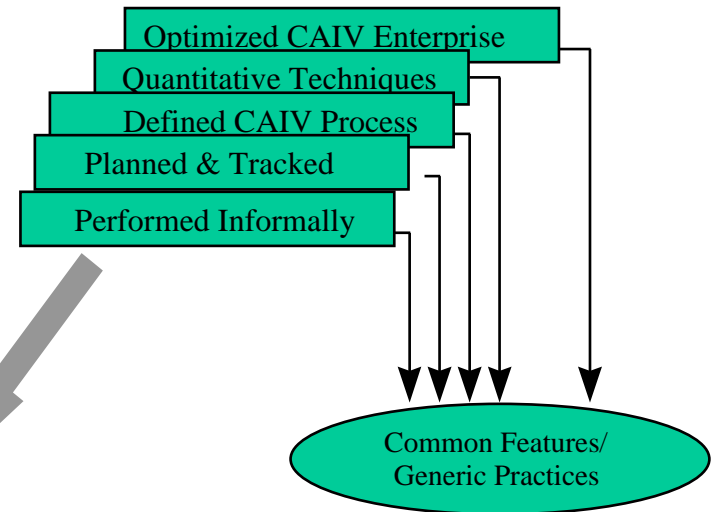 Optimized CAIV Enterprise
Quantitative Techniques
Defined CAIV Process
Planned & Tracked
Performed Informally
Common Features/
Generic Practices